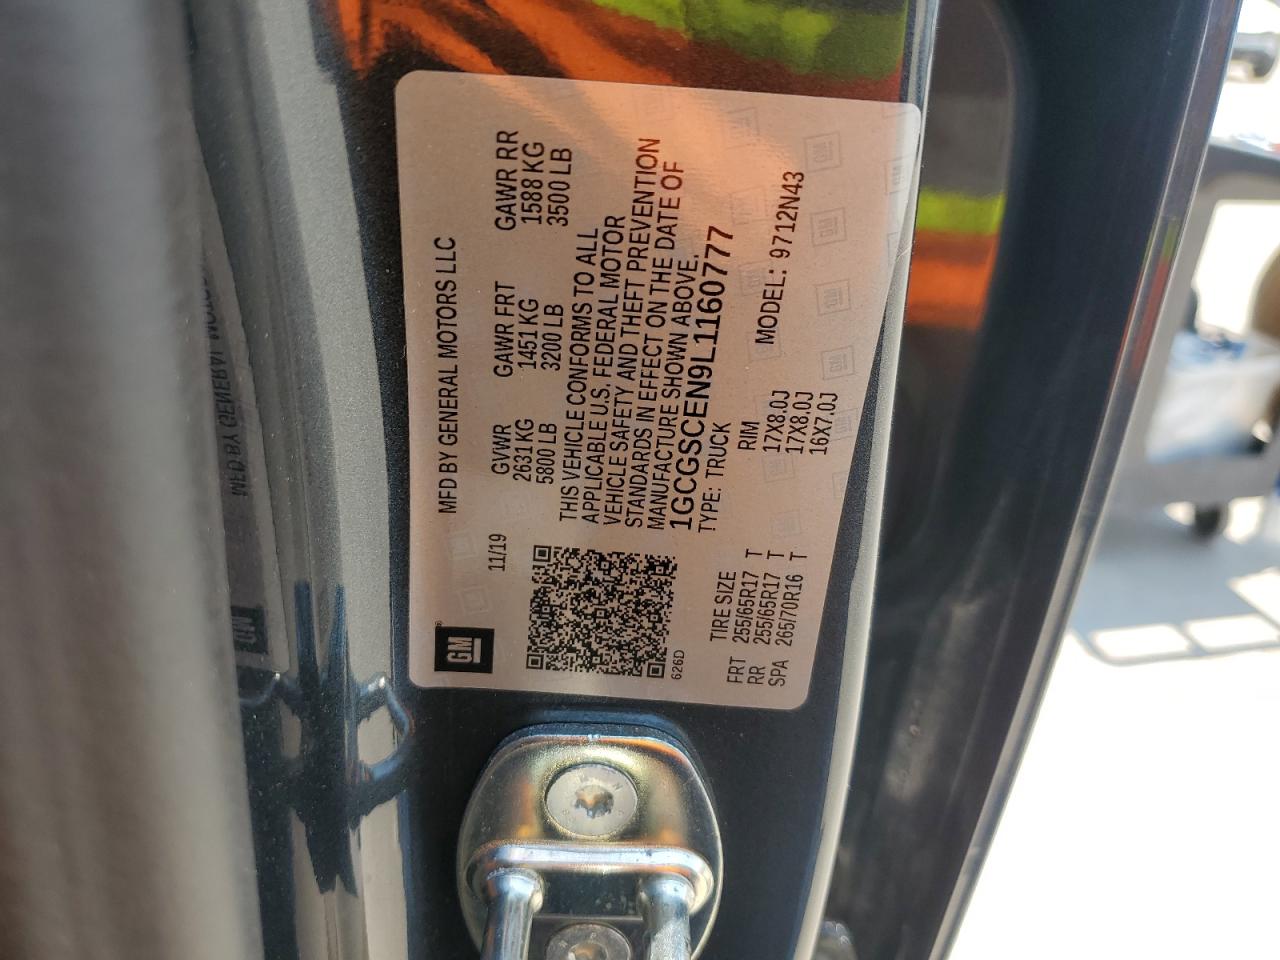 GM
MFD BY GENERAL MOTORS LLC
11/19
GVWR GAWR FRT GAWR RR
2631 KG 1451 KG 1588 KG
5800 LB 3200 LB 3500 LB
THIS VEHICLE CONFORMS TO ALL
APPLICABLE U.S. FEDERAL MOTOR
VEHICLE SAFETY AND THEFT PREVENTION
STANDARDS IN EFFECT ON THE DATE OF
MANUFACTURE SHOWN ABOVE.
1GCGSCEN9L1160777
626D
TYPE: TRUCK
MODEL: 9712N43
TIRE SIZE RIM
FRT 255/65R17 T 17X8.0J
RR 255/65R17 T 17X8.0J
SPA 265/70R16 T 16X7.0J